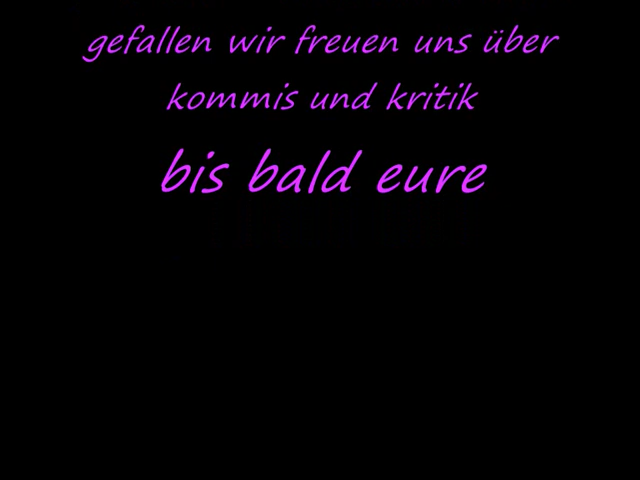 gefallen wir freuen uns über
kommis und kritik
bis bald eure